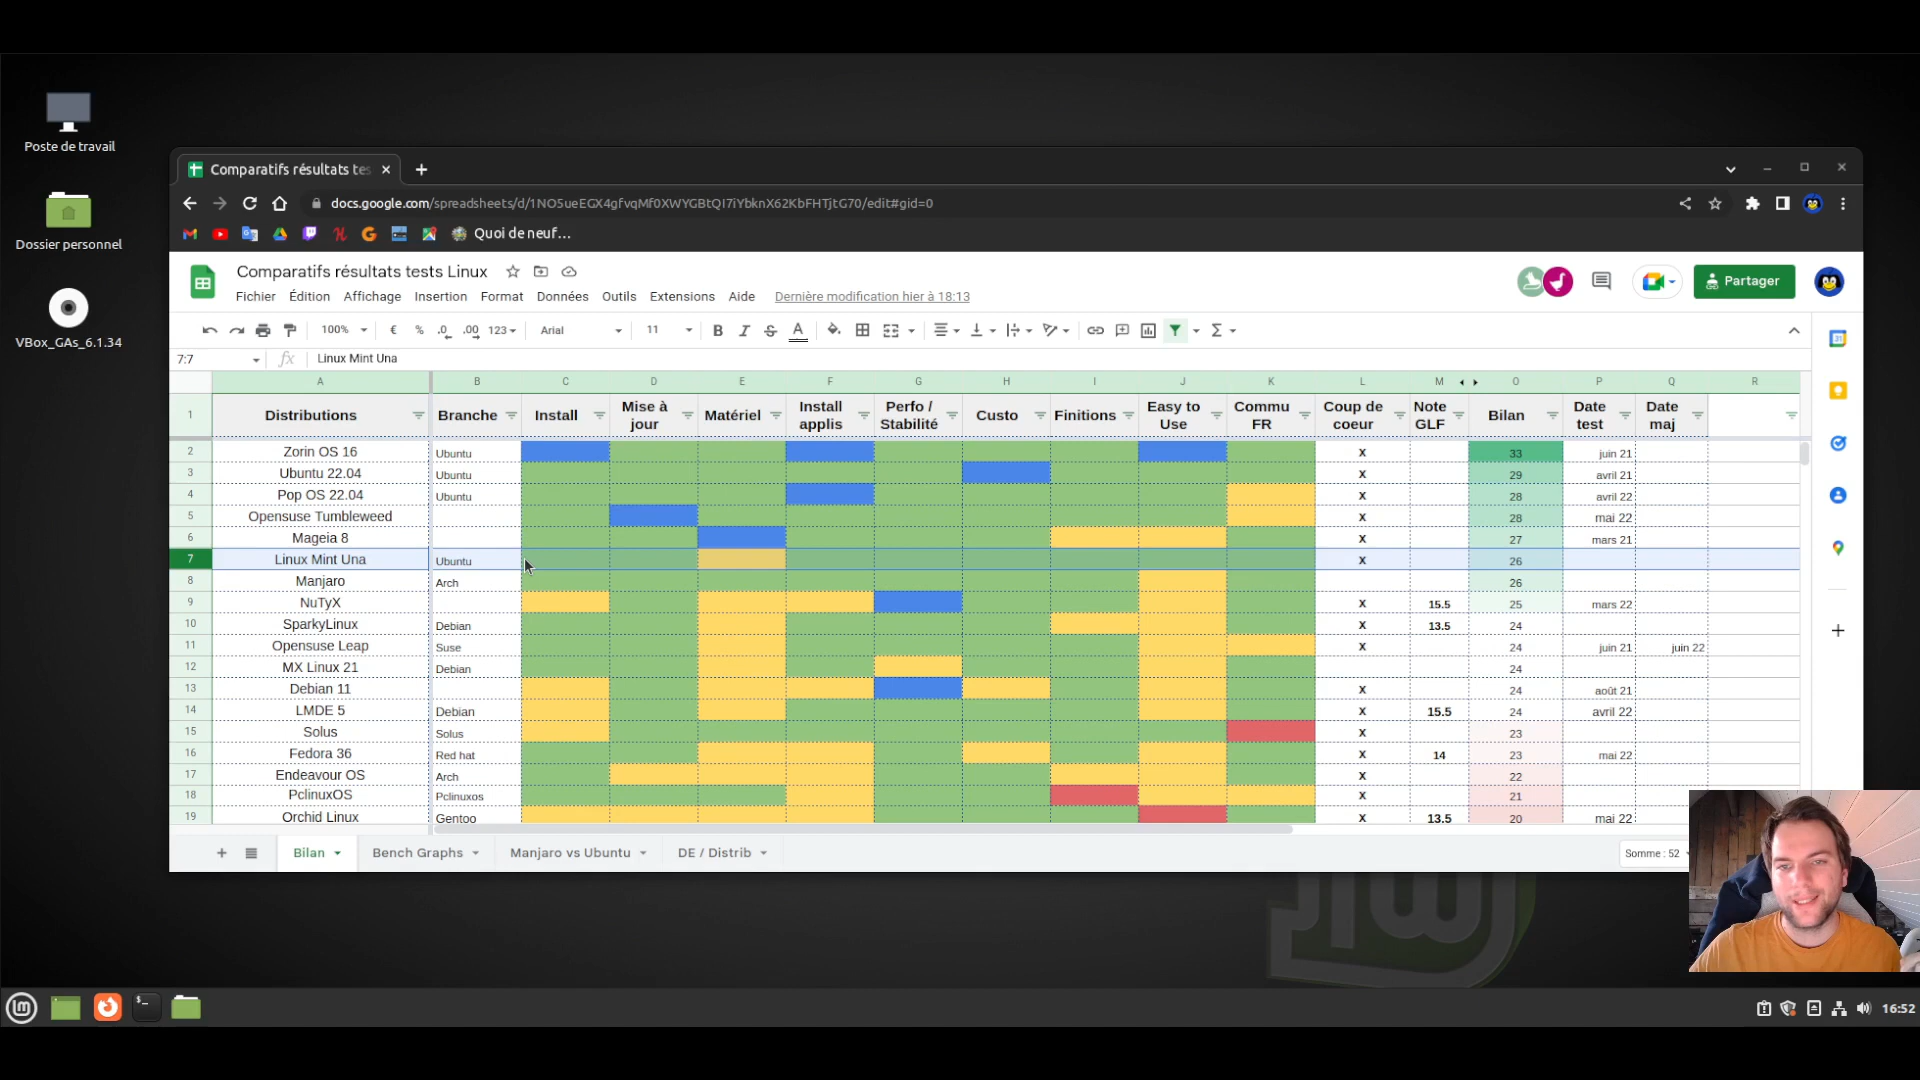 Poste de travail
Dossier personnel
VBox_GAs_6.1.34
Comparatifs résultats tes
docs.google.com/spreadsheets/d/1NO5ueEGX4gfvqMf0XWYGBtQI7iYbknX62KbFHTjtG70/edit#gid=0
Quoi de neuf...
Comparatifs résultats tests Linux
Partager
Fichier Édition Affichage Insertion Format Données Outils Extensions Aide Dernière modification hier à 18:13
100% € % .0 .00 123 Arial 11 B I S A Σ
7:7 fx Linux Mint Una
A B C D E F G H I J K L M O P Q R
1 Distributions Branche Install Mise à jour Matériel Install applis Perfo / Stabilité Custo Finitions Easy to Use Commu FR Coup de coeur Note GLF Bilan Date test Date maj
2 Zorin OS 16 Ubuntu X 33 juin 21
3 Ubuntu 22.04 Ubuntu X 29 avril 21
4 Pop OS 22.04 Ubuntu X 28 avril 22
5 Opensuse Tumbleweed X 28 mai 22
6 Mageia 8 X 27 mars 21
7 Linux Mint Una Ubuntu X 26
8 Manjaro Arch 26
9 NuTyX X 15.5 25 mars 22
10 SparkyLinux Debian X 13.5 24
11 Opensuse Leap Suse X 24 juin 21 juin 22
12 MX Linux 21 Debian 24
13 Debian 11 X 24 août 21
14 LMDE 5 Debian X 15.5 24 avril 22
15 Solus Solus X 23
16 Fedora 36 Red hat X 14 23 mai 22
17 Endeavour OS Arch X 22
18 PclinuxOS Pclinuxos X 21
19 Orchid Linux Gentoo X 13.5 20 mai 22
Bilan Bench Graphs Manjaro vs Ubuntu DE / Distrib Somme : 52
16:52